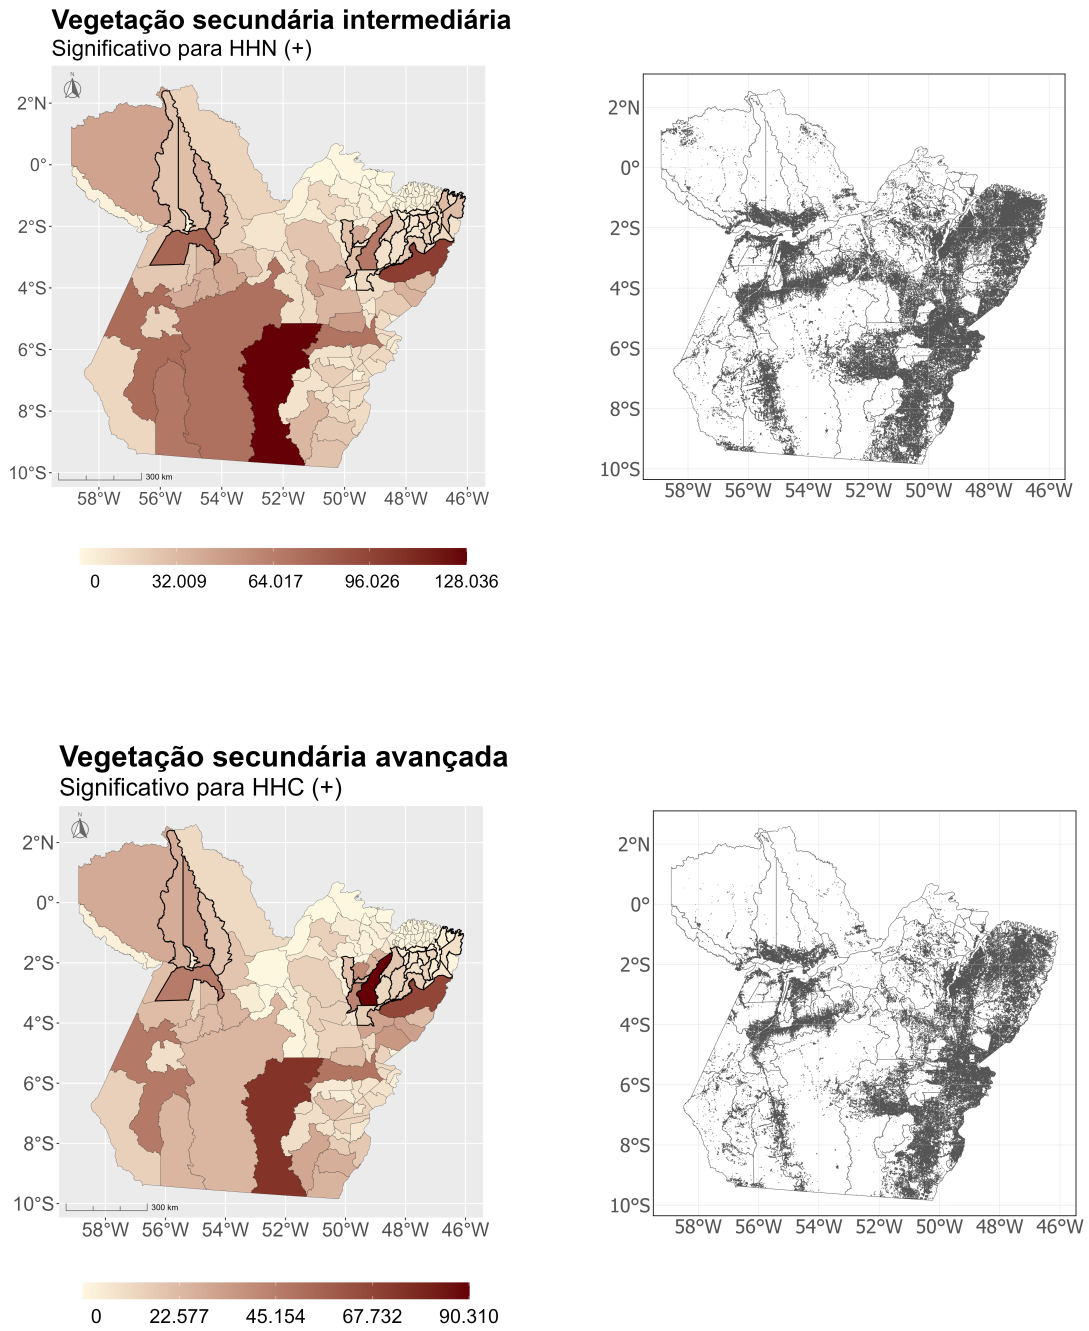 Vegetação secundária intermediária
Significativo para HHN (+)
N
2°N
0°
2°S
4°S
6°S
8°S
10°S
300 km
58°W 56°W 54°W 52°W 50°W 48°W 46°W
0 32.009 64.017 96.026 128.036
2°N
0°
2°S
4°S
6°S
8°S
10°S
58°W 56°W 54°W 52°W 50°W 48°W 46°W
Vegetação secundária avançada
Significativo para HHC (+)
N
2°N
0°
2°S
4°S
6°S
8°S
10°S
300 km
58°W 56°W 54°W 52°W 50°W 48°W 46°W
0 22.577 45.154 67.732 90.310
2°N
0°
2°S
4°S
6°S
8°S
10°S
58°W 56°W 54°W 52°W 50°W 48°W 46°W